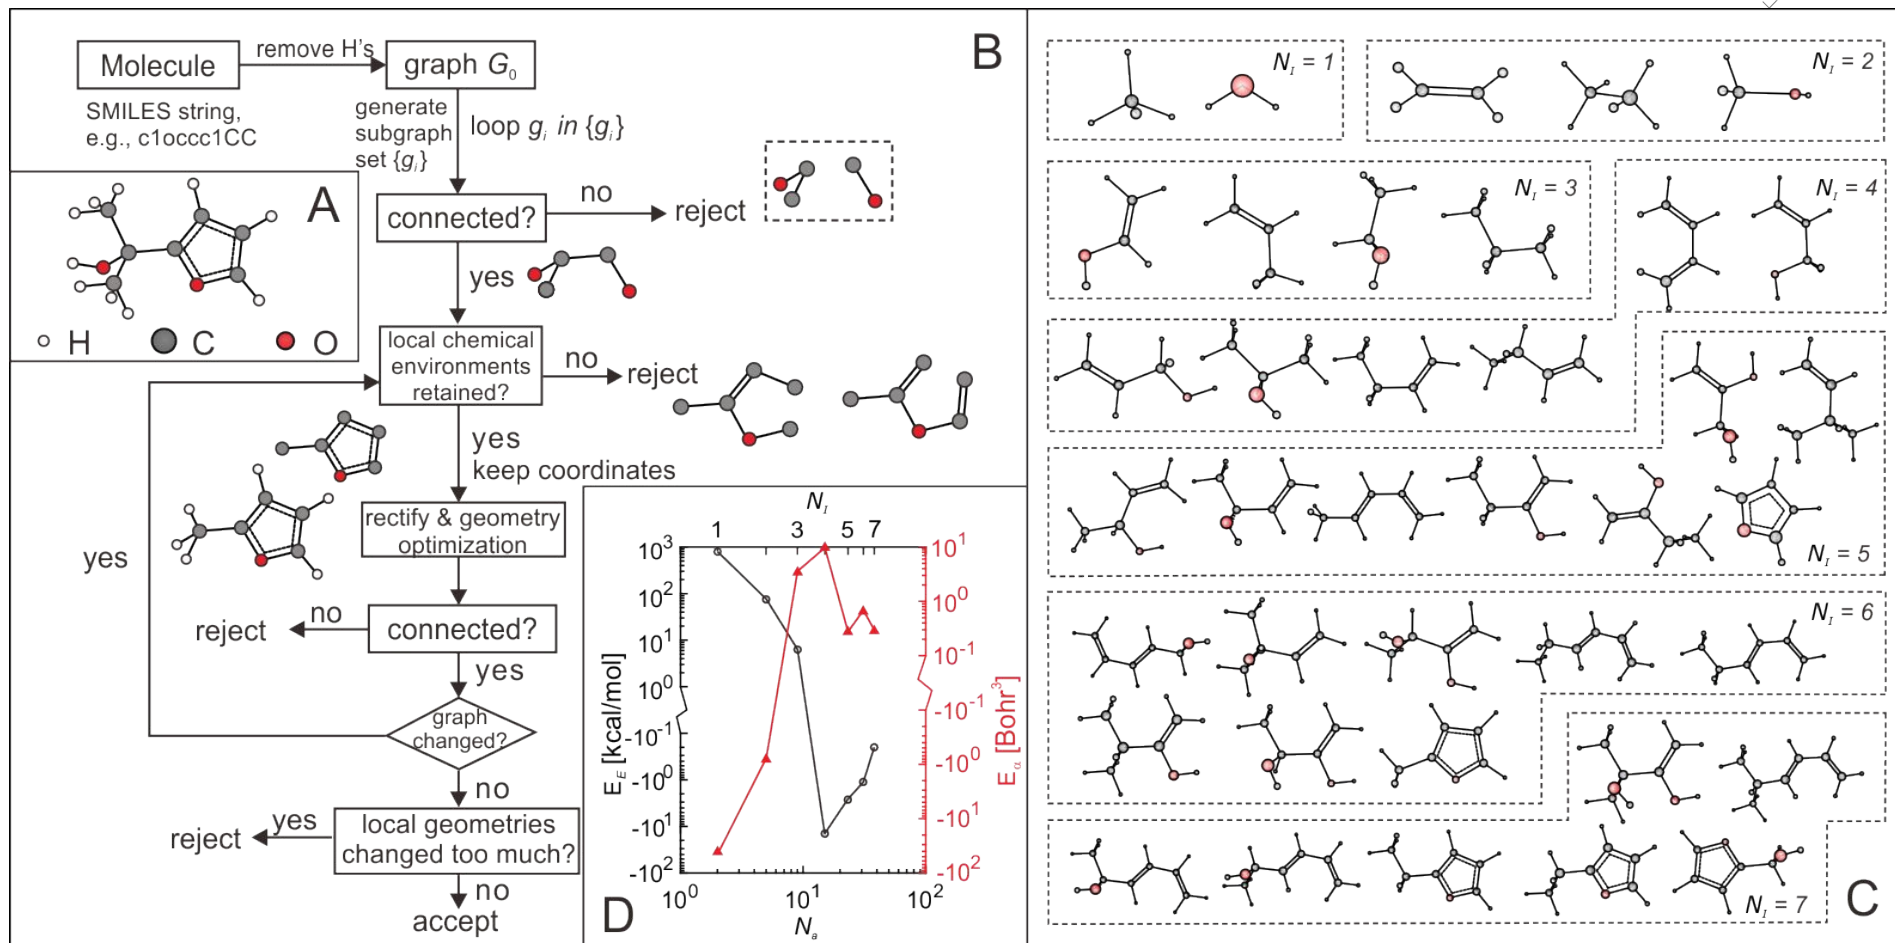 B
Molecule
remove H's
graph G0
SMILES string,
e.g., c1occc1CC
generate
subgraph
set {gi}
loop gi in {gi}
connected?
no
reject
yes
A
H
C
O
local chemical
environments
retained?
no
reject
yes
keep coordinates
rectify & geometry
optimization
yes
connected?
no
reject
yes
graph
changed?
no
local geometries
changed too much?
yes
reject
no
accept
D
NI
1
3
5
7
10^3
10^2
10^1
10^0
-10^-1
-10^0
-10^1
-10^2
EE [kcal/mol]
10^1
10^0
10^-1
-10^-1
-10^0
-10^1
-10^2
Eα [Bohr^3]
10^0
10^1
10^2
Na
C
NI = 1
NI = 2
NI = 3
NI = 4
NI = 5
NI = 6
NI = 7